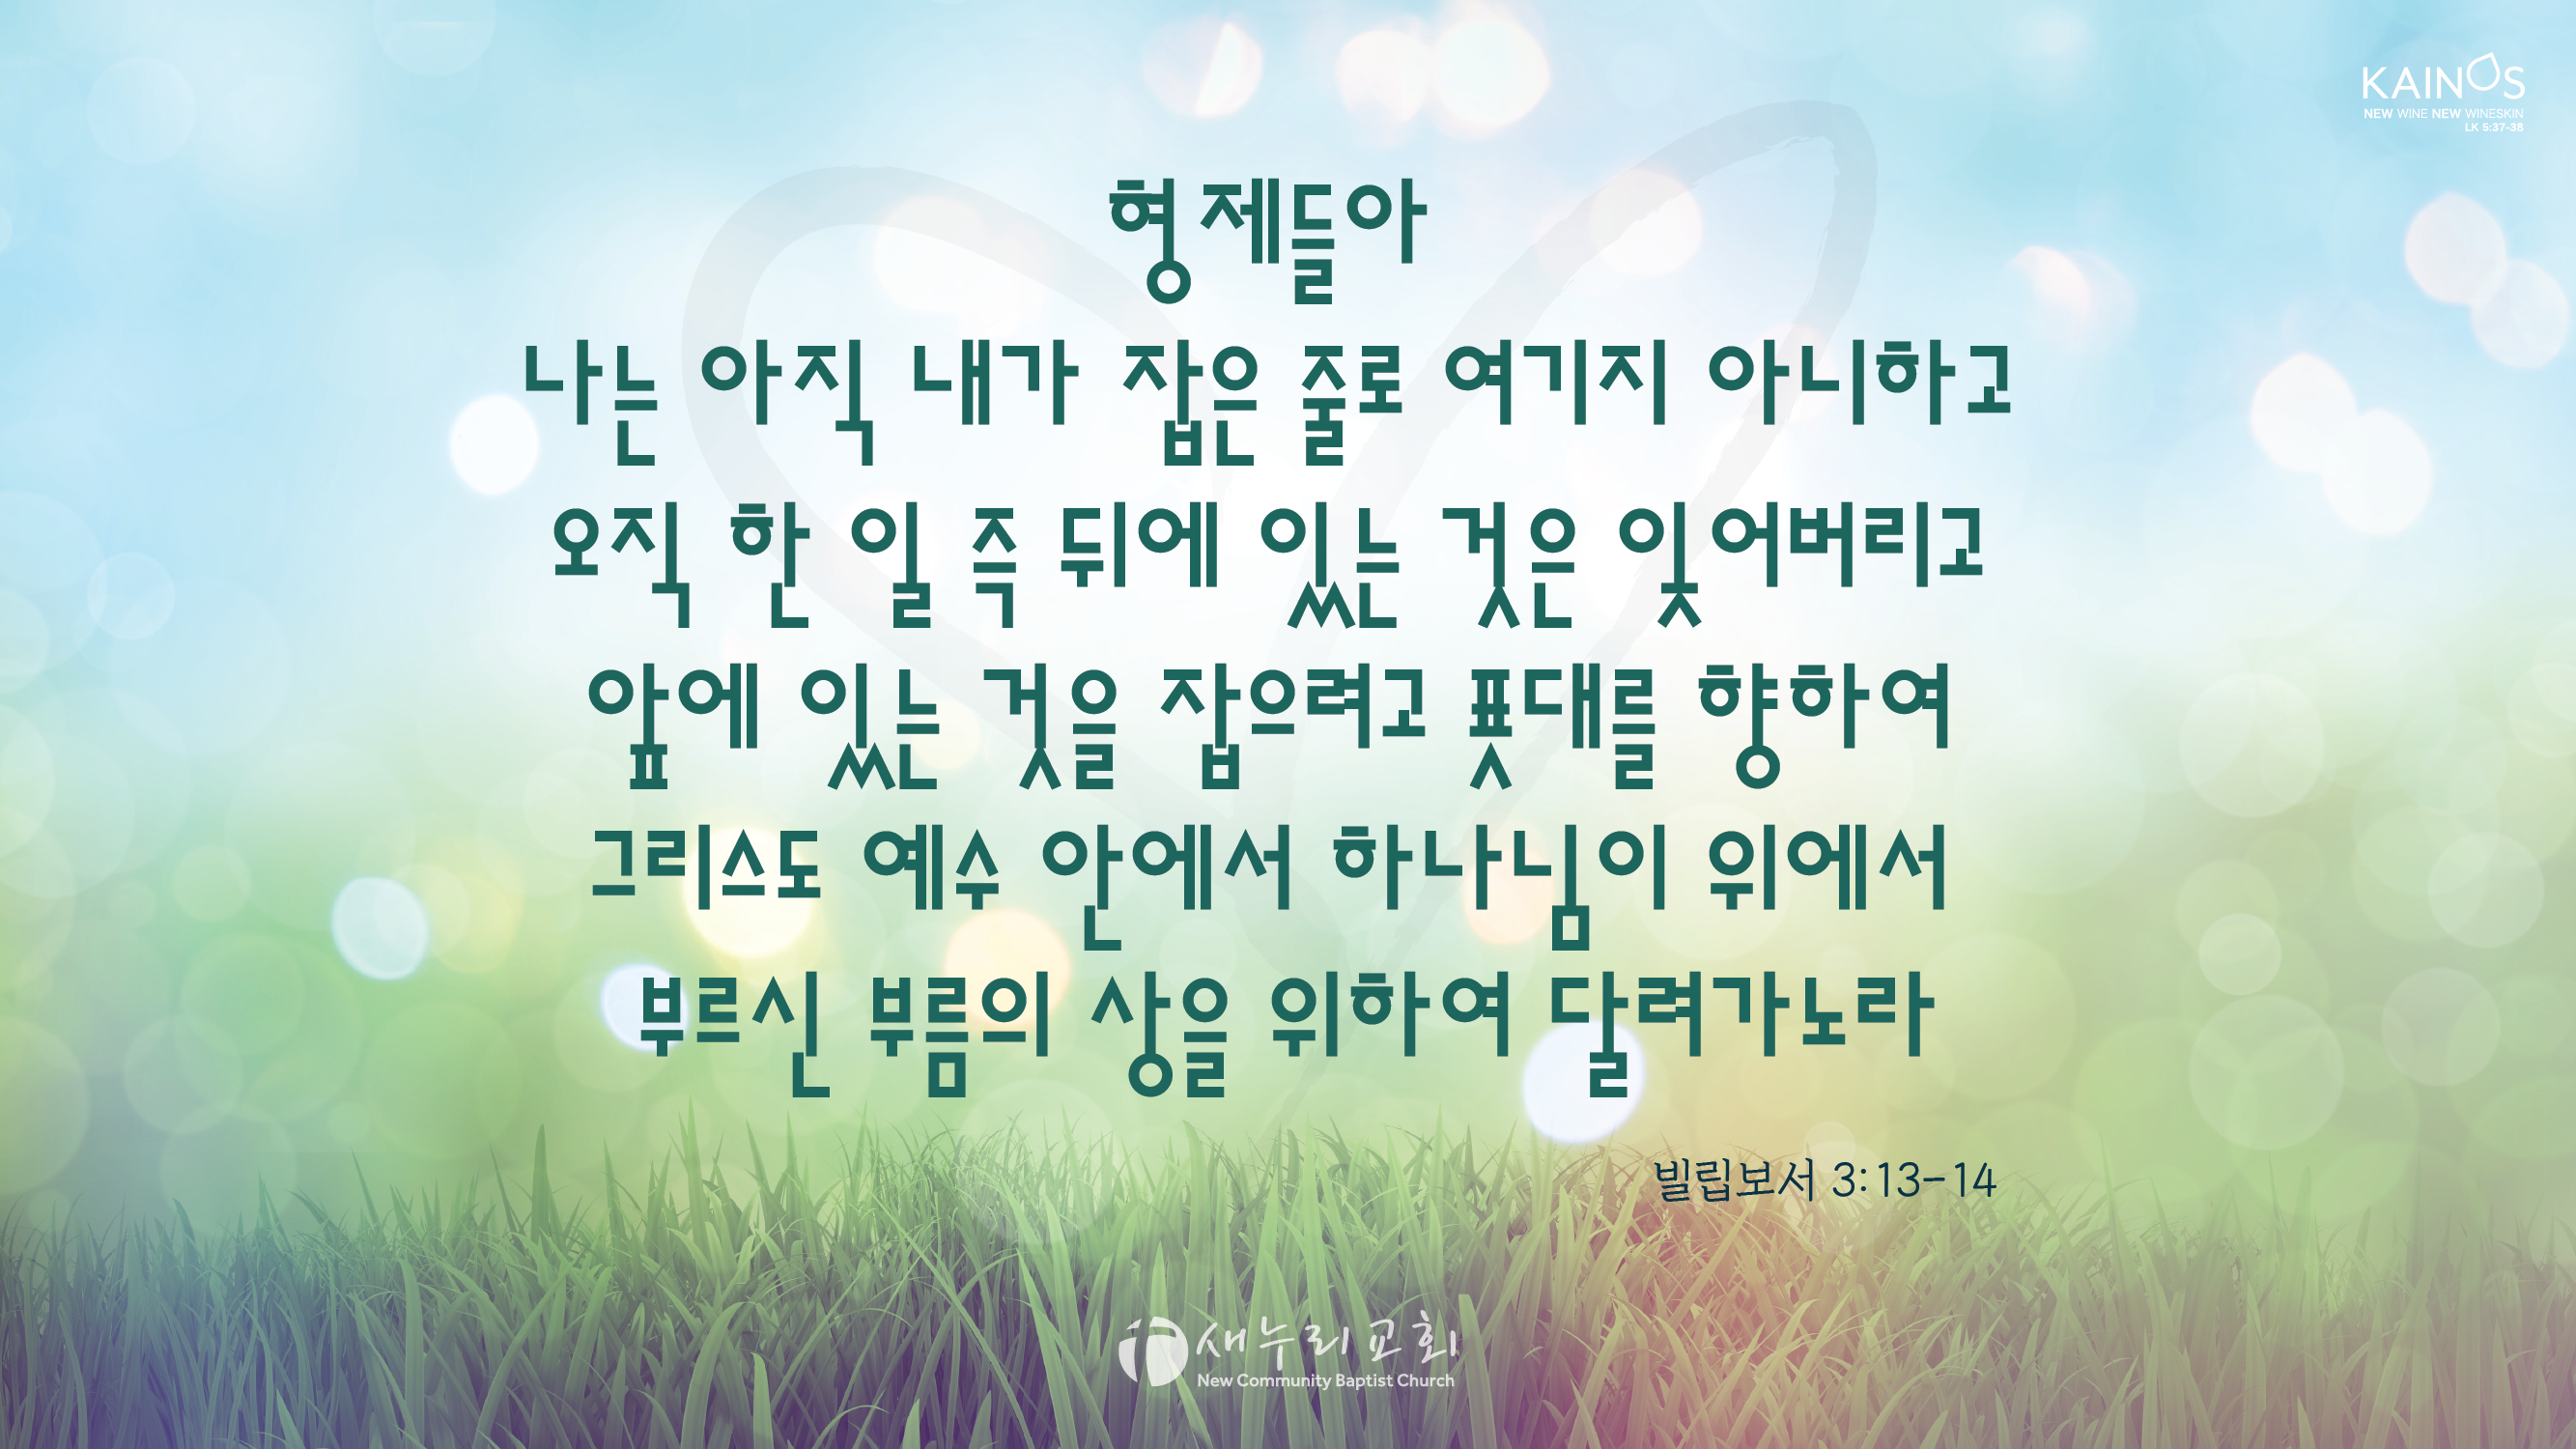 KAINOS
NEW WINE NEW WINESKIN
LK 5:37-38
형제들아
나는 아직 내가 잡은 줄로 여기지 아니하고
오직 한 일 즉 뒤에 있는 것은 잊어버리고
앞에 있는 것을 잡으려고 푯대를 향하여
그리스도 예수 안에서 하나님이 위에서
부르신 부름의 상을 위하여 달려가노라
빌립보서 3:13-14
새누리교회
New Community Baptist Church